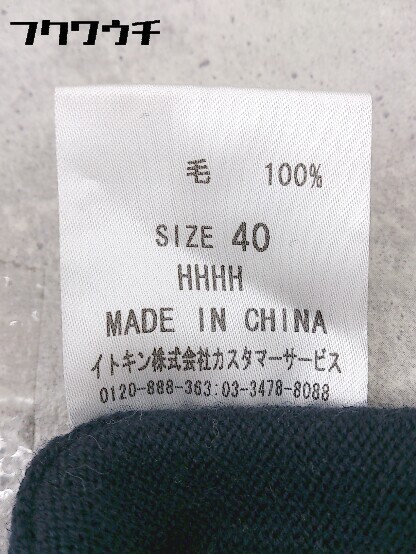 フクワウチ
毛 100%
SIZE 40
HHHH
MADE IN CHINA
イトキン株式会社カスタマーサービス
0120-888-363:03-3478-8088